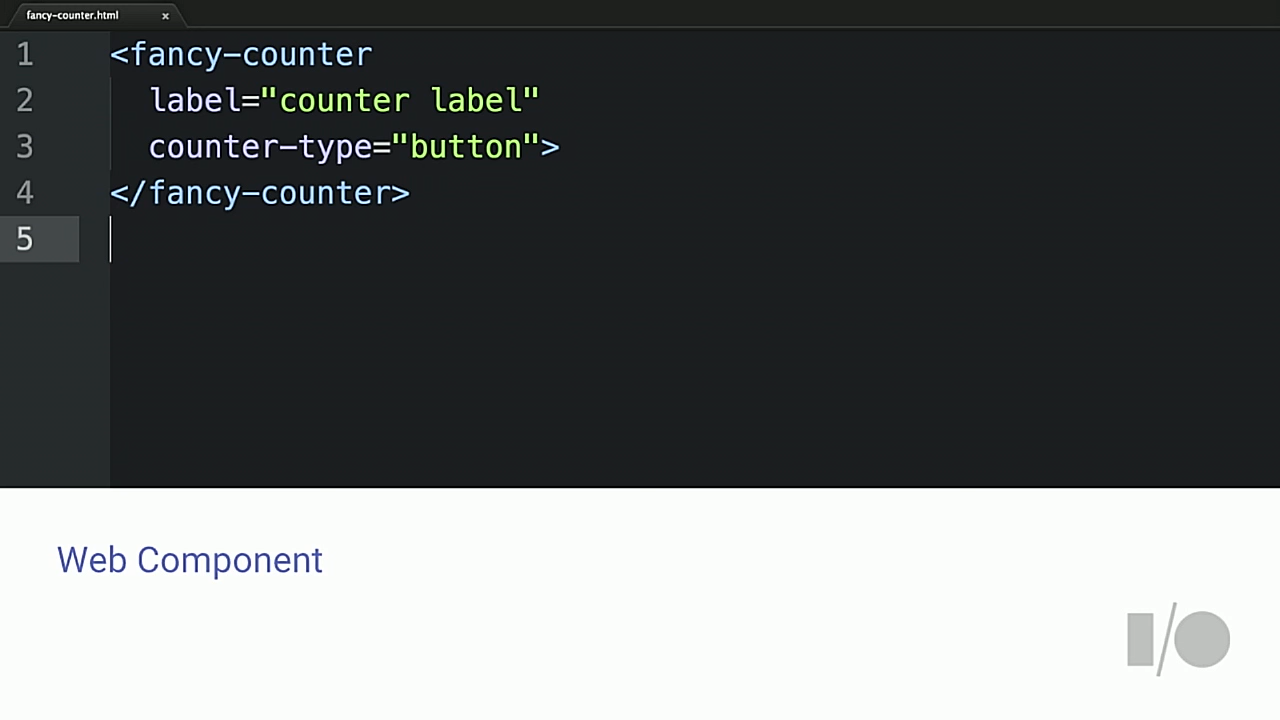 fancy-counter.html x
1 <fancy-counter
2 label="counter label"
3 counter-type="button">
4 </fancy-counter>
5
Web Component
I/O